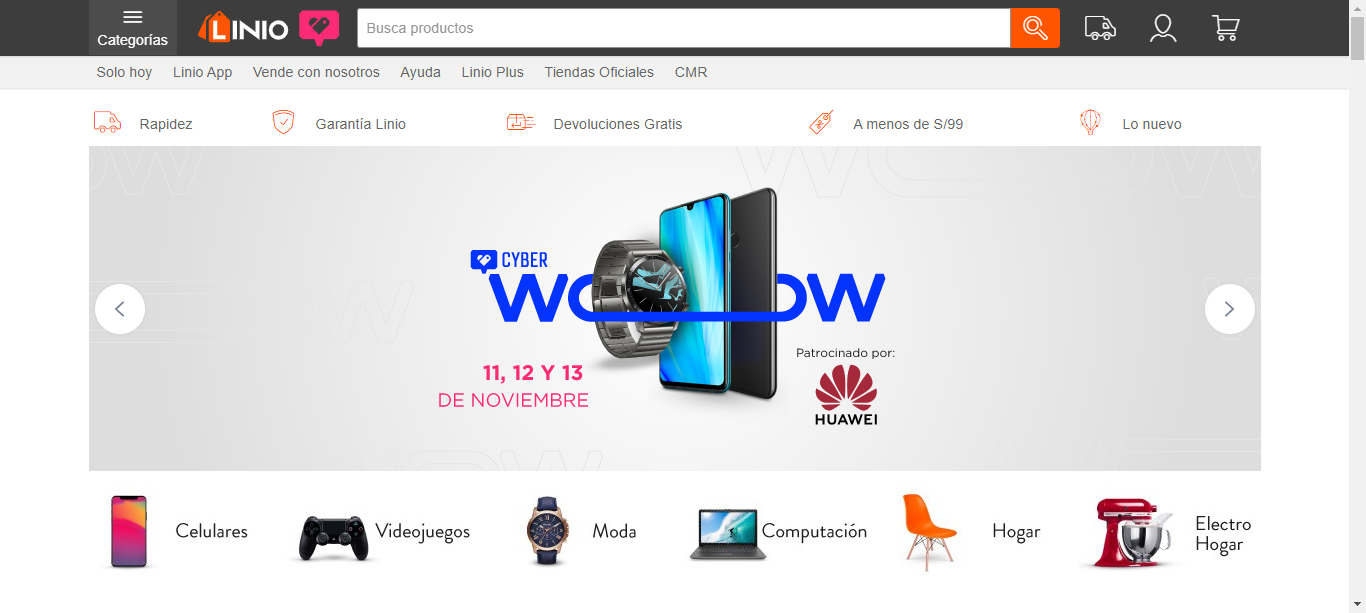 Categorías
LINIO
Busca productos
Solo hoy
Linio App
Vende con nosotros
Ayuda
Linio Plus
Tiendas Oficiales
CMR
Rapidez
Garantía Linio
Devoluciones Gratis
A menos de S/99
Lo nuevo
CYBER
WOW
11, 12 Y 13
DE NOVIEMBRE
Patrocinado por:
HUAWEI
Celulares
Videojuegos
Moda
Computación
Hogar
Electro
Hogar